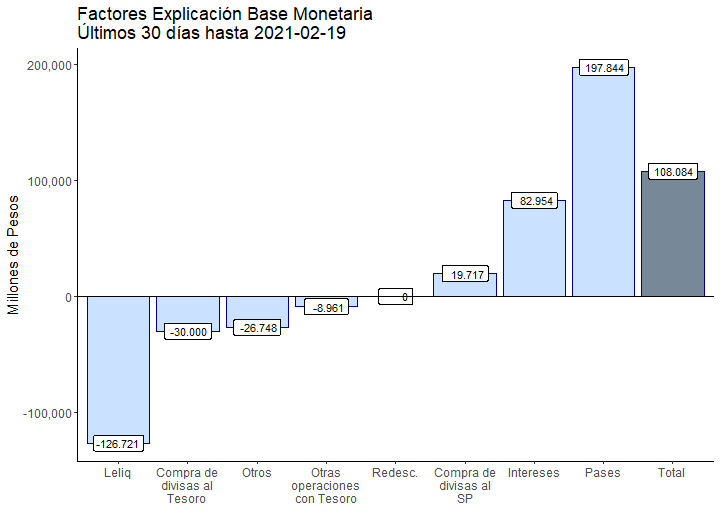 Factores Explicación Base Monetaria
Últimos 30 días hasta 2021-02-19
Millones de Pesos
200,000
100,000
0
-100,000
-126.721
-30.000
-26.748
-8.961
0
19.717
82.954
197.844
108.084
Leliq
Compra de
divisas al
Tesoro
Otros
Otras
operaciones
con Tesoro
Redesc.
Compra de
divisas al
SP
Intereses
Pases
Total